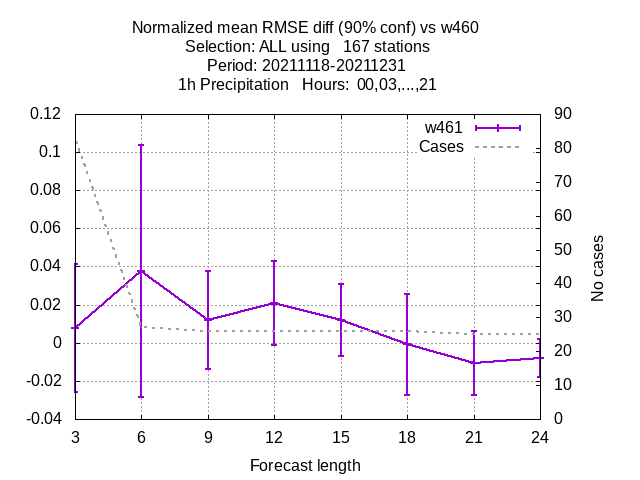 Normalized mean RMSE diff (90% conf) vs w460
Selection: ALL using   167 stations
Period: 20211118-20211231
1h Precipitation   Hours:  00,03,...,21
w461
Cases
0.12
0.1
0.08
0.06
0.04
0.02
0
-0.02
-0.04
90
80
70
60
50
40
30
20
10
0
No cases
3 6 9 12 15 18 21 24
Forecast length